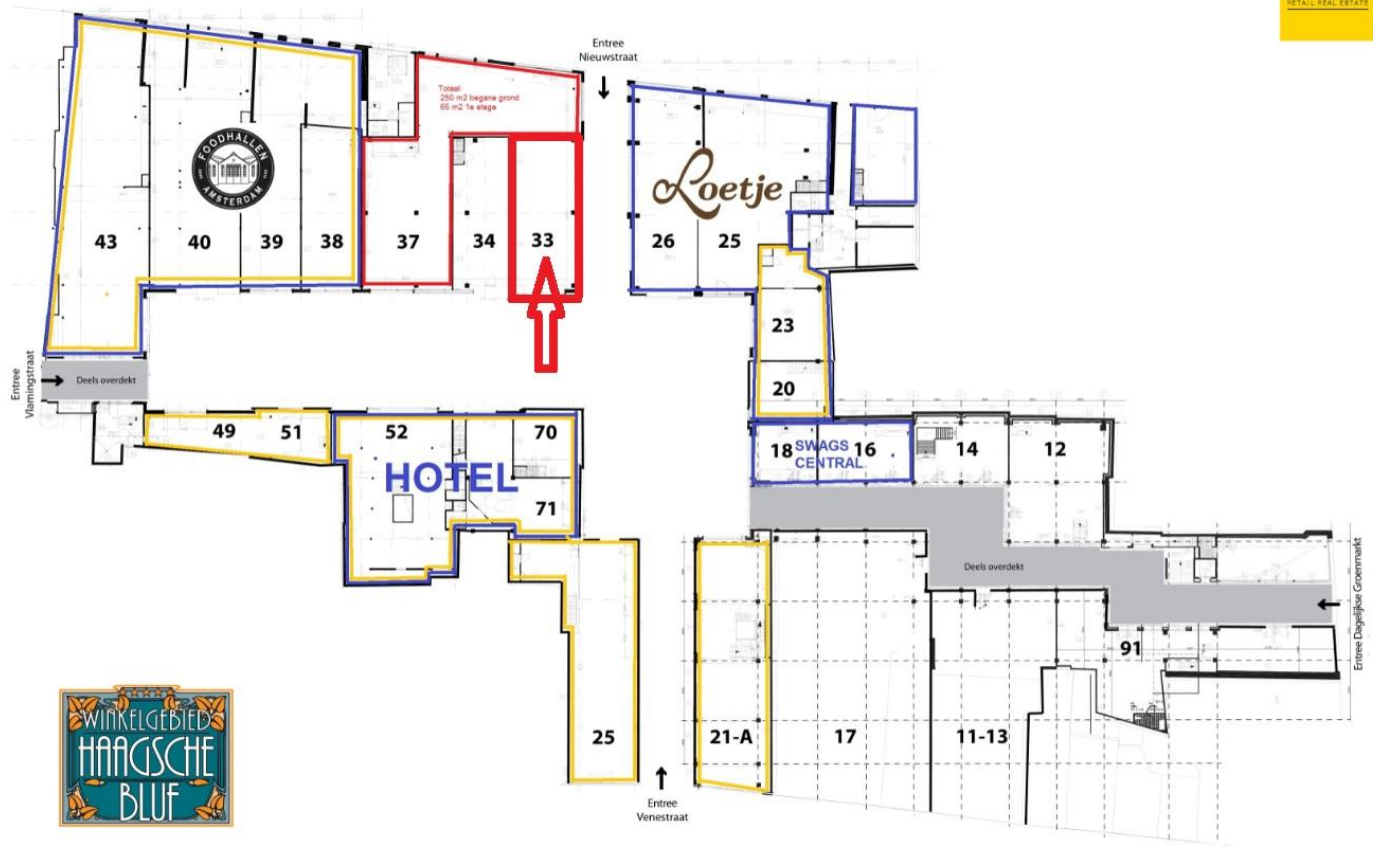 RETAIL REAL ESTATE
Entree
Nieuwstraat
Totaal
250 m2 begane grond
65 m2 1e etage
FOODHALLEN
AMSTERDAM
Loetje
43
40
39
38
37
34
33
26
25
23
20
Entree
Vlamingstraat
Deels overdekt
49
51
52
70
HOTEL
71
18
SWAGS
CENTRAL
16
14
12
Deels overdekt
Entree Dagelijkse Groenmarkt
91
25
21-A
17
11-13
Entree
Venestraat
WINKELGEBIED
HAAGSCHE
BLUF